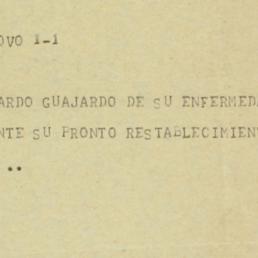 OVO 1-1
ARDO GUAJARDO DE SU ENFERMEDA
NTE SU PRONTO RESTABLECIMIEN
..